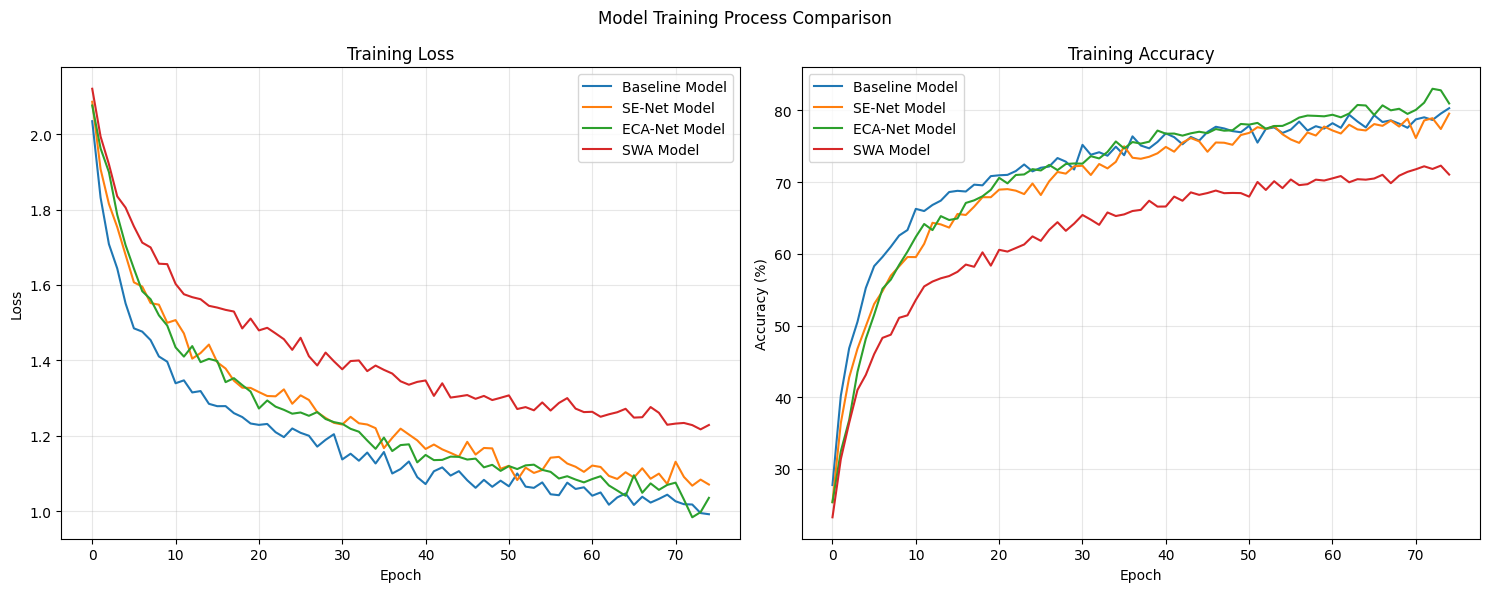 Model Training Process Comparison
Training Loss
Baseline Model
SE-Net Model
ECA-Net Model
SWA Model
Loss
2.0
1.8
1.6
1.4
1.2
1.0
0 10 20 30 40 50 60 70
Epoch
Training Accuracy
Baseline Model
SE-Net Model
ECA-Net Model
SWA Model
Accuracy (%)
80
70
60
50
40
30
0 10 20 30 40 50 60 70
Epoch